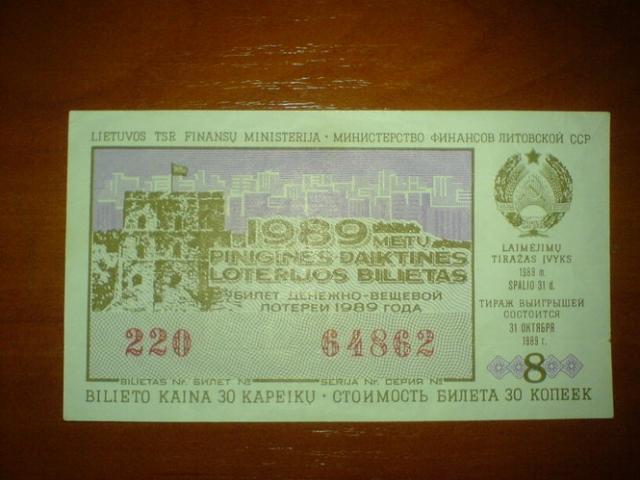 LIETUVOS TSR FINANSŲ MINISTERIJA · МИНИСТЕРСТВО ФИНАНСОВ ЛИТОВСКОЙ ССР
1989 METŲ
PINIGINĖS-DAIKTINĖS
LOTERIJOS BILIETAS
БИЛЕТ ДЕНЕЖНО-ВЕЩЕВОЙ
ЛОТЕРЕИ 1989 ГОДА
220 64862
BILIETAS Nr. БИЛЕТ № SERIJA Nr. СЕРИЯ №
BILIETO KAINA 30 KAPEIKŲ · СТОИМОСТЬ БИЛЕТА 30 КОПЕЕК
LAIMĖJIMŲ
TIRAŽAS ĮVYKS
1989 m.
SPALIO 31 d.
ТИРАЖ ВЫИГРЫШЕЙ
СОСТОИТСЯ
31 ОКТЯБРЯ
1989 г.
8